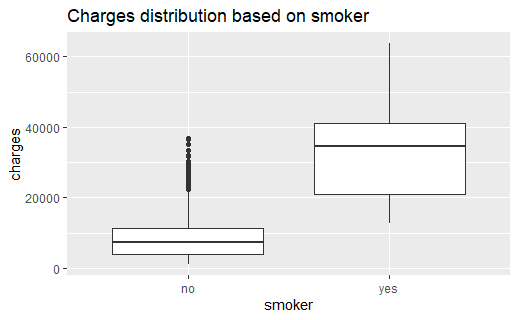 Charges distribution based on smoker
charges
60000
40000
20000
0
no yes
smoker